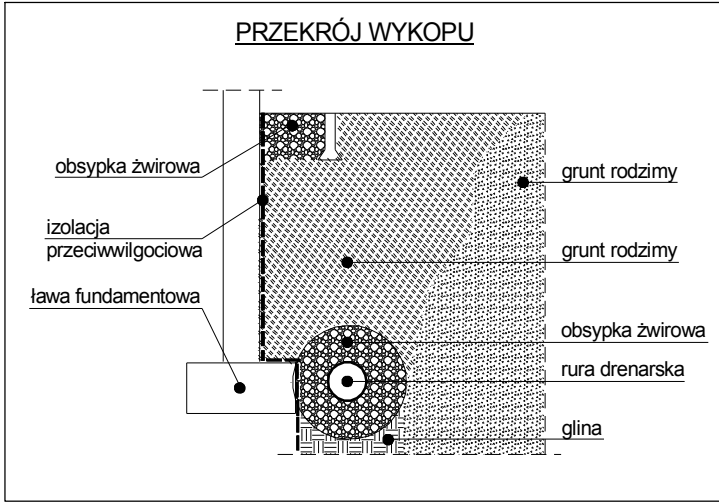 PRZEKRÓJ WYKOPU
obsypka żwirowa
izolacja
przeciwwilgociowa
ława fundamentowa
grunt rodzimy
grunt rodzimy
obsypka żwirowa
rura drenarska
glina